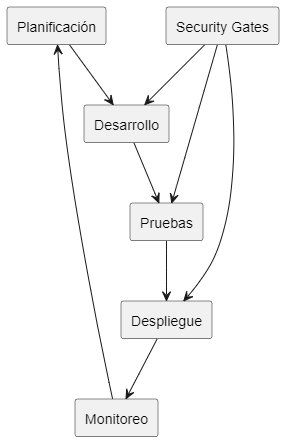 Planificación
Security Gates
Desarrollo
Pruebas
Despliegue
Monitoreo